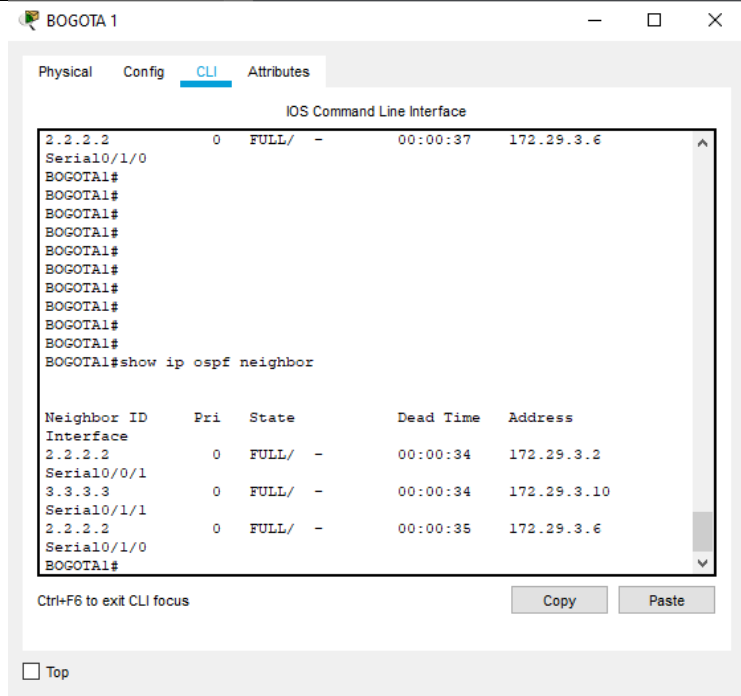 BOGOTA 1
Physical Config CLI Attributes
IOS Command Line Interface
2.2.2.2 0 FULL/ - 00:00:37 172.29.3.6
Serial0/1/0
BOGOTA1#
BOGOTA1#
BOGOTA1#
BOGOTA1#
BOGOTA1#
BOGOTA1#
BOGOTA1#
BOGOTA1#
BOGOTA1#
BOGOTA1#
BOGOTA1#show ip ospf neighbor
Neighbor ID Pri State Dead Time Address
Interface
2.2.2.2 0 FULL/ - 00:00:34 172.29.3.2
Serial0/0/1
3.3.3.3 0 FULL/ - 00:00:34 172.29.3.10
Serial0/1/1
2.2.2.2 0 FULL/ - 00:00:35 172.29.3.6
Serial0/1/0
BOGOTA1#
Ctrl+F6 to exit CLI focus Copy Paste
Top